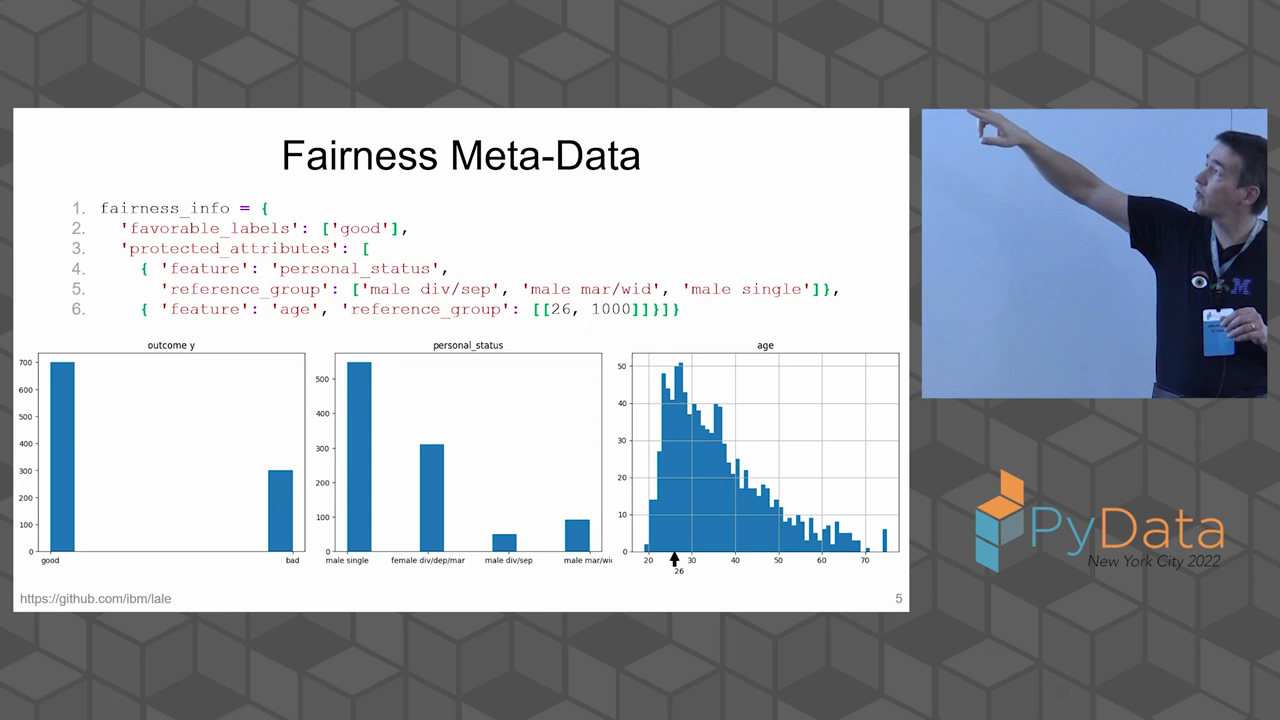 Fairness Meta-Data
1. fairness_info = {
2. 'favorable_labels': ['good'],
3. 'protected_attributes': [
4. { 'feature': 'personal_status',
5. 'reference_group': ['male div/sep', 'male mar/wid', 'male single']},
6. { 'feature': 'age', 'reference_group': [[26, 1000]]}]}
outcome y
700
600
500
400
300
200
100
0
good bad
personal_status
500
400
300
200
100
0
male single female div/dep/mar male div/sep male mar/wi
age
50
40
30
20
10
0
20 30 40 50 60 70
26
https://github.com/ibm/lale
5
M
PyData
New York City 2022